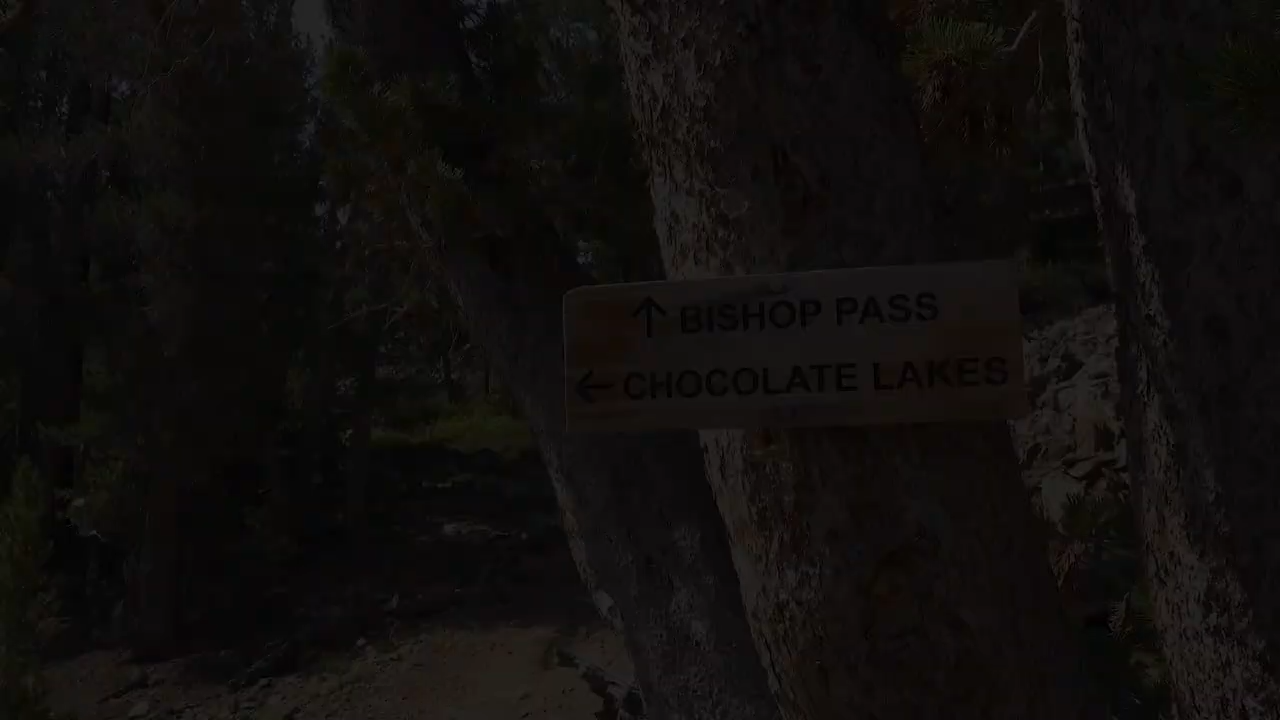 ↑ BISHOP PASS
← CHOCOLATE LAKES